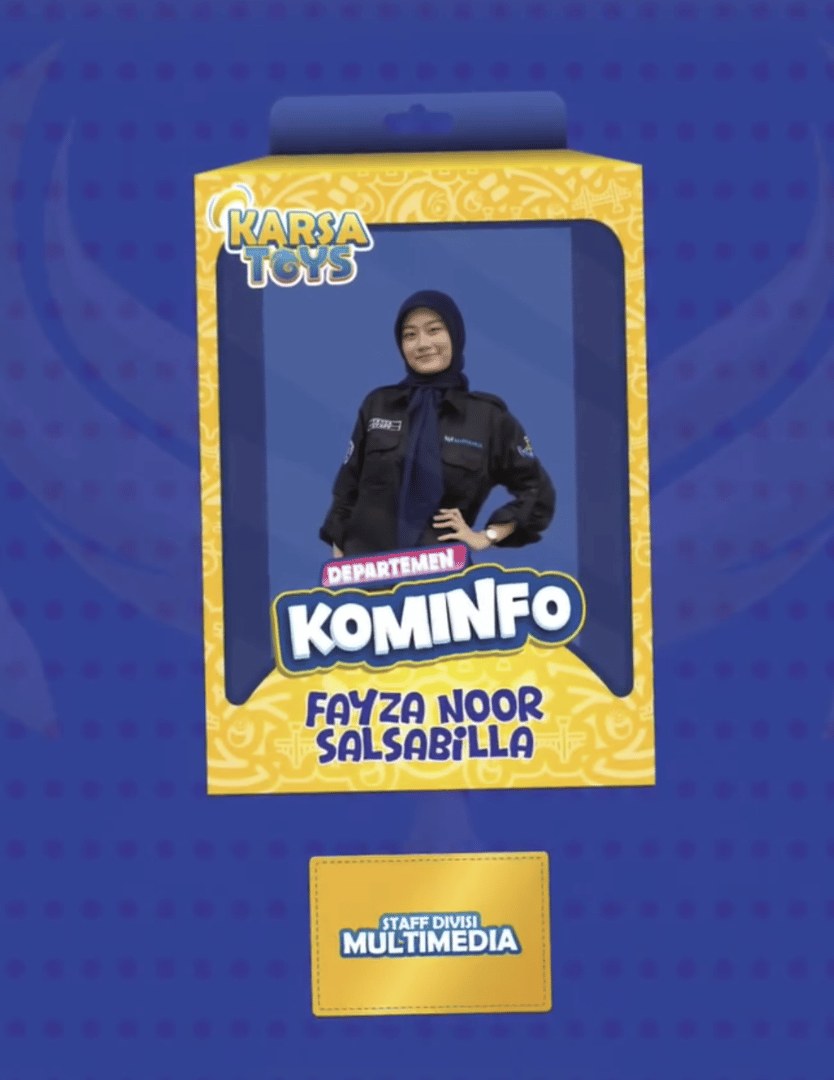 KARSA
TOYS
DEPARTEMEN
KOMINFO
FAYZA NOOR
SALSABiLLA
STAFF DIVISI
MULTIMEDIA